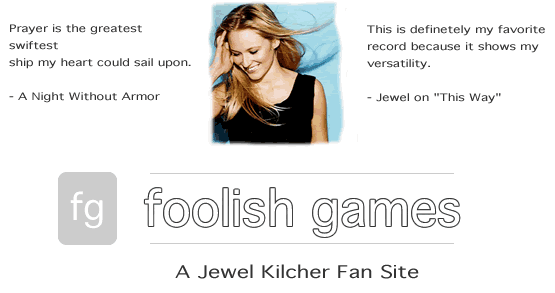 Prayer is the greatest
swiftest
ship my heart could sail upon.
- A Night Without Armor
This is definetely my favorite
record because it shows my
versatility.
- Jewel on "This Way"
fg
foolish games
A Jewel Kilcher Fan Site